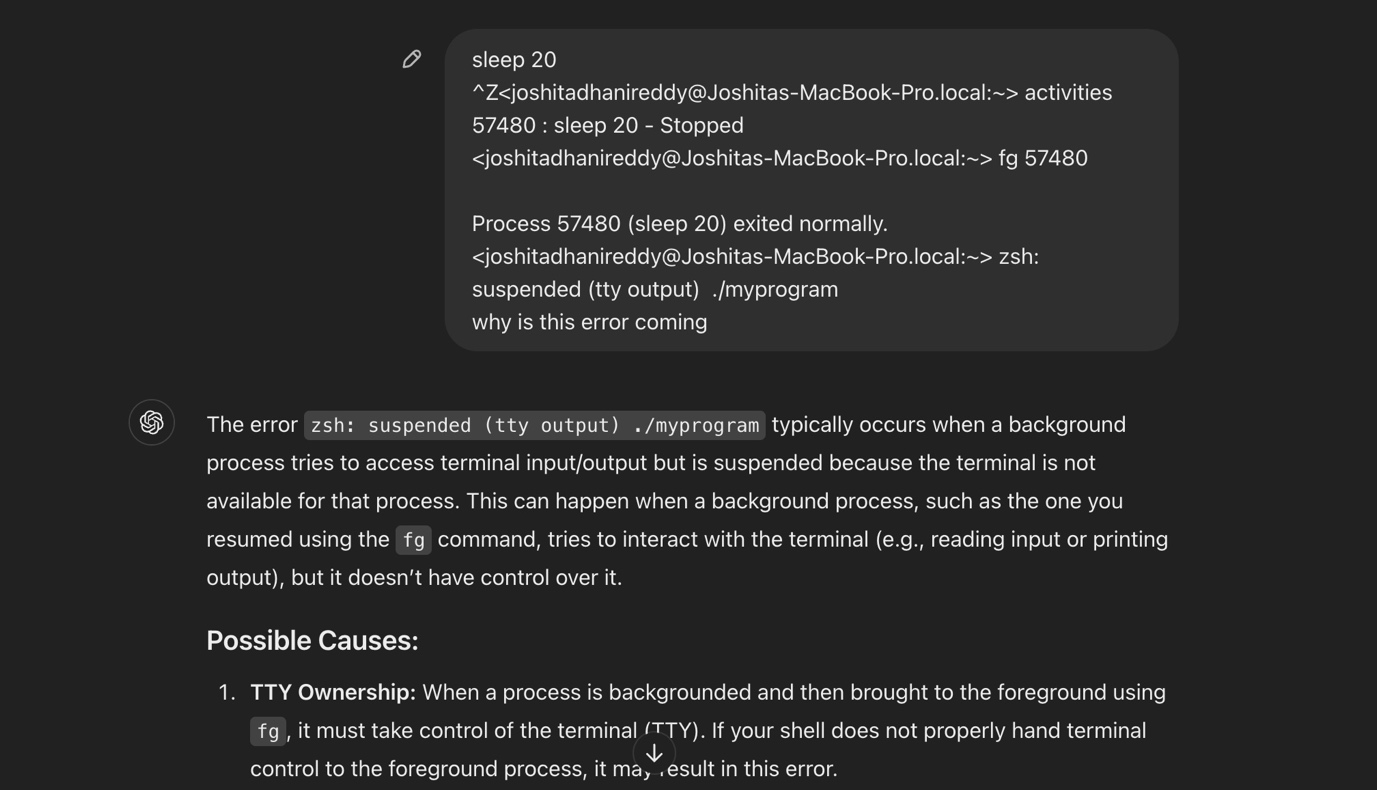 sleep 20
^Z<joshitadhanireddy@Joshitas-MacBook-Pro.local:~> activities
57480 : sleep 20 - Stopped
<joshitadhanireddy@Joshitas-MacBook-Pro.local:~> fg 57480
Process 57480 (sleep 20) exited normally.
<joshitadhanireddy@Joshitas-MacBook-Pro.local:~> zsh:
suspended (tty output)  ./myprogram
why is this error coming
The error zsh: suspended (tty output) ./myprogram typically occurs when a background
process tries to access terminal input/output but is suspended because the terminal is not
available for that process. This can happen when a background process, such as the one you
resumed using the fg command, tries to interact with the terminal (e.g., reading input or printing
output), but it doesn’t have control over it.
Possible Causes:
1. TTY Ownership: When a process is backgrounded and then brought to the foreground using
fg, it must take control of the terminal (TTY). If your shell does not properly hand terminal
control to the foreground process, it may result in this error.